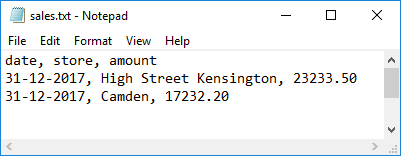 sales.txt - Notepad
File Edit Format View Help
date, store, amount
31-12-2017, High Street Kensington, 23233.50
31-12-2017, Camden, 17232.20